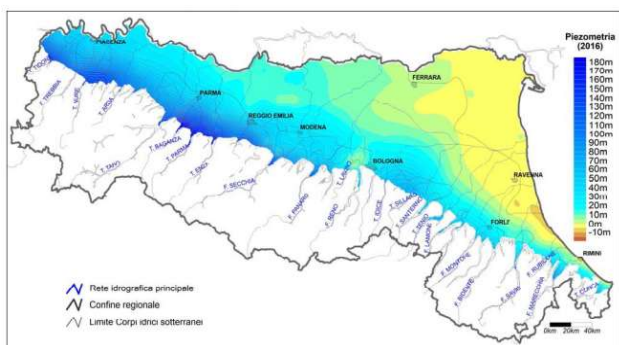 Piezometria
(2016)
180m
170m
160m
150m
140m
130m
120m
110m
100m
90m
80m
70m
60m
50m
40m
30m
20m
10m
0m
-10m
PIACENZA
FERRARA
PARMA
REGGIO EMILIA
MODENA
BOLOGNA
RAVENNA
FORLI'
RIMINI
T. TIDONE
T. TREBBIA
T. NURE
T. ARDA
T. TARO
T. BAGANZA
T. PARMA
T. ENZA
F. SECCHIA
F. PANARO
F. RENO
T. LAVINO
T. IDICE
T. SILLARO
T. SANTERNO
T. SENIO
F. LAMONE
F. MONTONE
F. BIDENTE
F. SAVIO
F. RUBICONE
F. MARECCHIA
T. CONCA
Rete idrografica principale
Confine regionale
Limite Corpi idrici sotterranei
0km 20km 40km